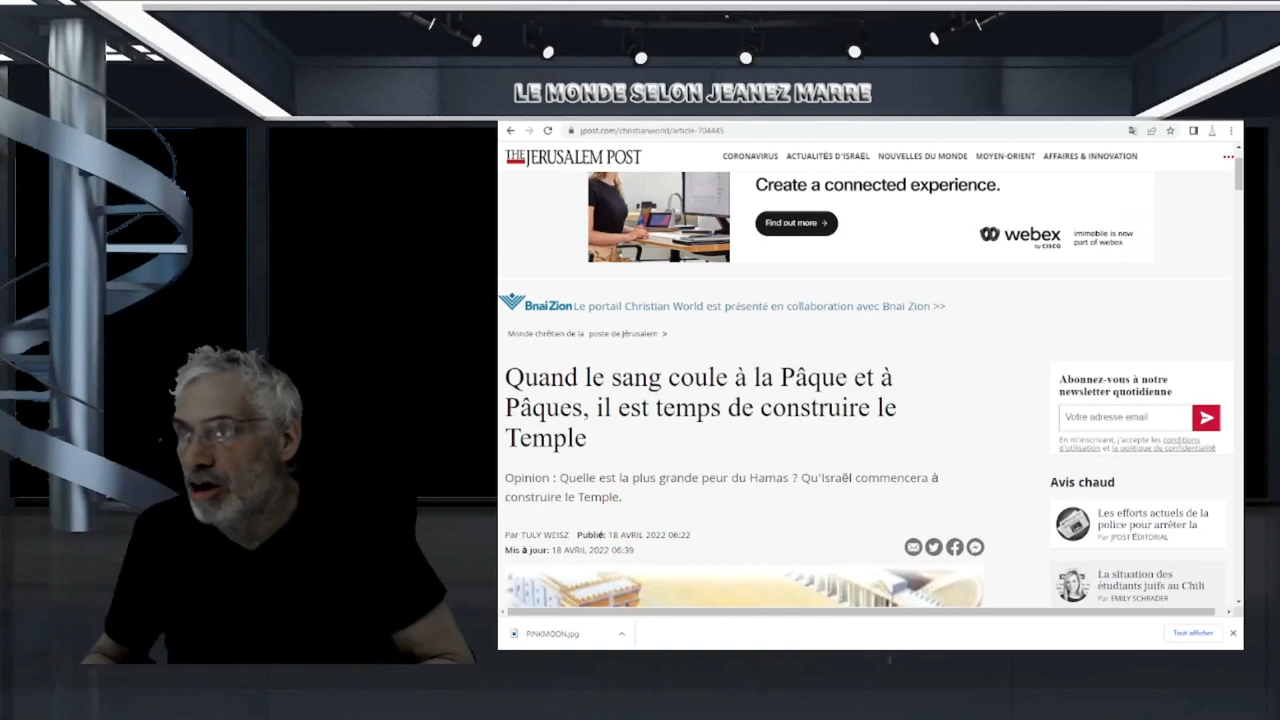 LE MONDE SELON JEANEZ MARRE
jpost.com/christianworld/article-704445
THE JERUSALEM POST
CORONAVIRUS ACTUALITÉS D'ISRAËL NOUVELLES DU MONDE MOYEN-ORIENT AFFAIRES & INNOVATION
Create a connected experience.
Find out more →
webex
by CISCO
imimobile is now
part of webex
BnaiZion Le portail Christian World est présenté en collaboration avec Bnai Zion >>
Monde chrétien de la poste de Jérusalem >
Quand le sang coule à la Pâque et à
Pâques, il est temps de construire le
Temple
Opinion : Quelle est la plus grande peur du Hamas ? Qu'Israël commencera à
construire le Temple.
Par TULY WEISZ Publié: 18 AVRIL 2022 06:22
Mis à jour: 18 AVRIL 2022 06:39
Abonnez-vous à notre
newsletter quotidienne
Votre adresse email
En m'inscrivant, j'accepte les conditions
d'utilisation et la politique de confidentialité
Avis chaud
Les efforts actuels de la
police pour arrêter la
Par JPOST ÉDITORIAL
La situation des
étudiants juifs au Chili
Par EMILY SCHRADER
PINKMOON.jpg
Tout afficher